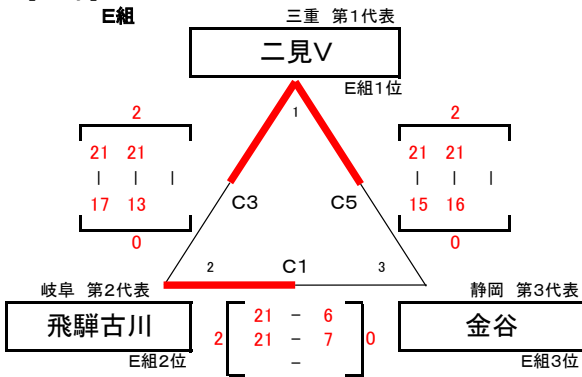 E組
三重 第1代表
二見V
E組1位
1
2
21 21
| | |
17 13
0
2
21 21
| | |
15 16
0
C3
C5
2
C1
3
岐阜 第2代表
飛騨古川
E組2位
2
21 - 6
21 - 7
-
0
静岡 第3代表
金谷
E組3位